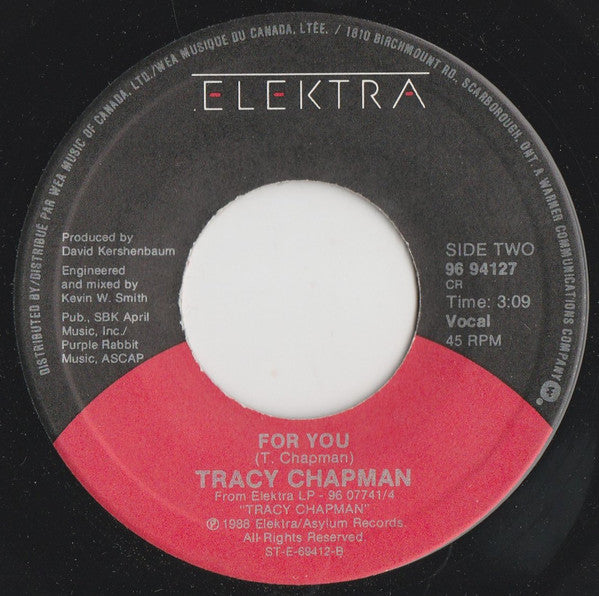 DISTRIBUTED BY/DISTRIBUÉ PAR WEA MUSIC OF CANADA, LTD./WEA MUSIQUE DU CANADA, LTÉE. / 1810 BIRCHMOUNT RD., SCARBOROUGH, ONT. A WARNER COMMUNICATIONS COMPANY
ELEKTRA
Produced by
David Kershenbaum
Engineered
and mixed by
Kevin W. Smith
Pub., SBK April
Music, Inc./
Purple Rabbit
Music, ASCAP
SIDE TWO
96 94127
CR
Time: 3:09
Vocal
45 RPM
FOR YOU
(T. Chapman)
TRACY CHAPMAN
From Elektra LP - 96 07741/4
"TRACY CHAPMAN"
℗ 1988 Elektra/Asylum Records.
All Rights Reserved
ST-E-69412-B